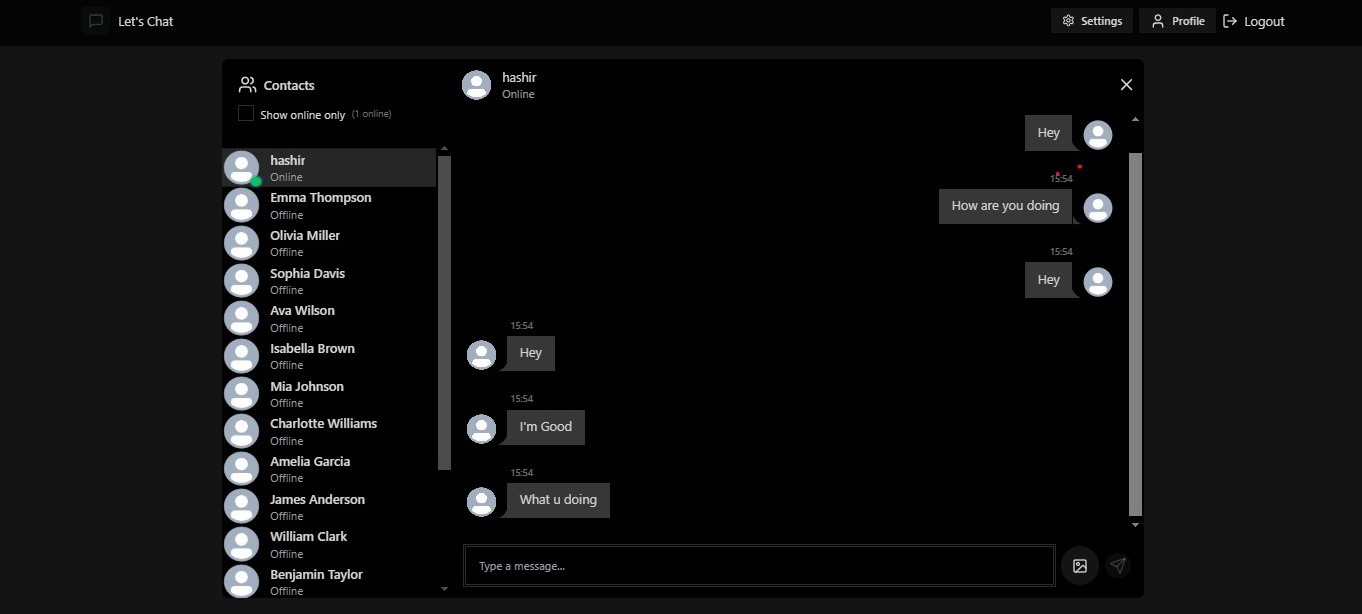 Let's Chat
Settings
Profile
Logout
Contacts
Show online only (1 online)
hashir
Online
Emma Thompson
Offline
Olivia Miller
Offline
Sophia Davis
Offline
Ava Wilson
Offline
Isabella Brown
Offline
Mia Johnson
Offline
Charlotte Williams
Offline
Amelia Garcia
Offline
James Anderson
Offline
William Clark
Offline
Benjamin Taylor
Offline
hashir
Online
Hey
15:54
How are you doing
15:54
Hey
15:54
Hey
15:54
I'm Good
15:54
What u doing
Type a message...